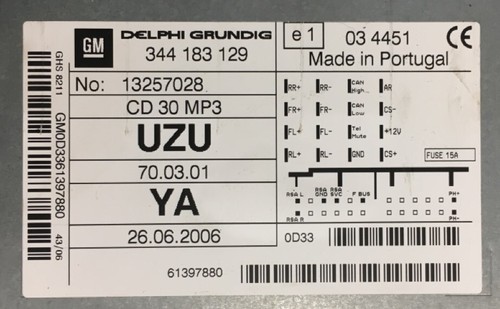 GM
DELPHI GRUNDIG
344 183 129
e 1
03 4451
CE
Made in Portugal
GHS 8211
GM0D3361397880
43/06
No: 13257028
CD 30 MP3
UZU
70.03.01
YA
26.06.2006
RR+ RR- CAN High AR
FR+ FR- CAN Low CS-
FL+ FL- Tel Mute +12V
RL+ RL- GND CS+
FUSE 15A
RSA L RSA GND RSA SVC F BUS PH+
RSA R PH-
0D33
61397880